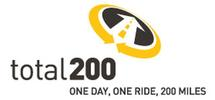 total200
ONE DAY, ONE RIDE, 200 MILES